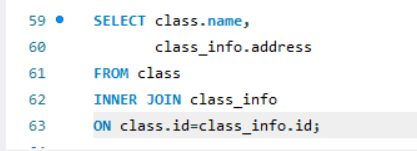 59 SELECT class.name,
60 class_info.address
61 FROM class
62 INNER JOIN class_info
63 ON class.id=class_info.id;